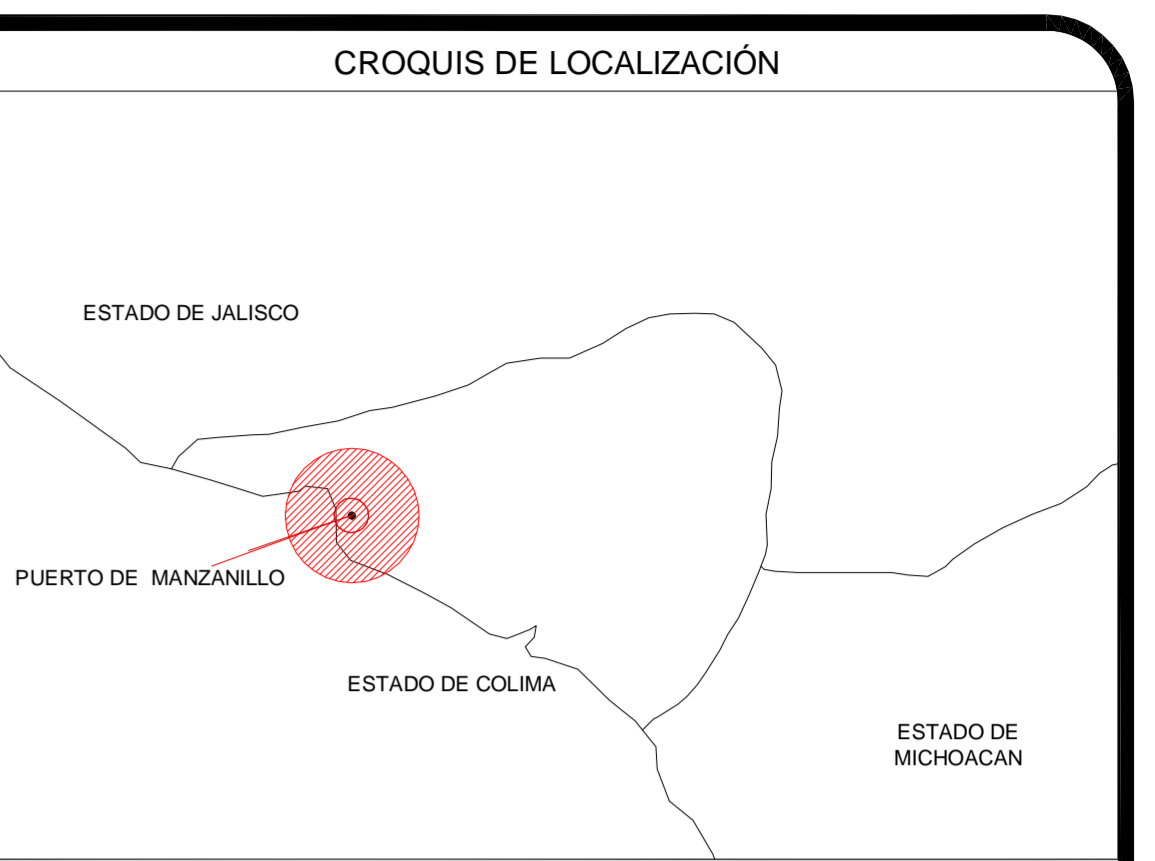 CROQUIS DE LOCALIZACIÓN
ESTADO DE JALISCO
PUERTO DE MANZANILLO
ESTADO DE COLIMA
ESTADO DE
MICHOACAN